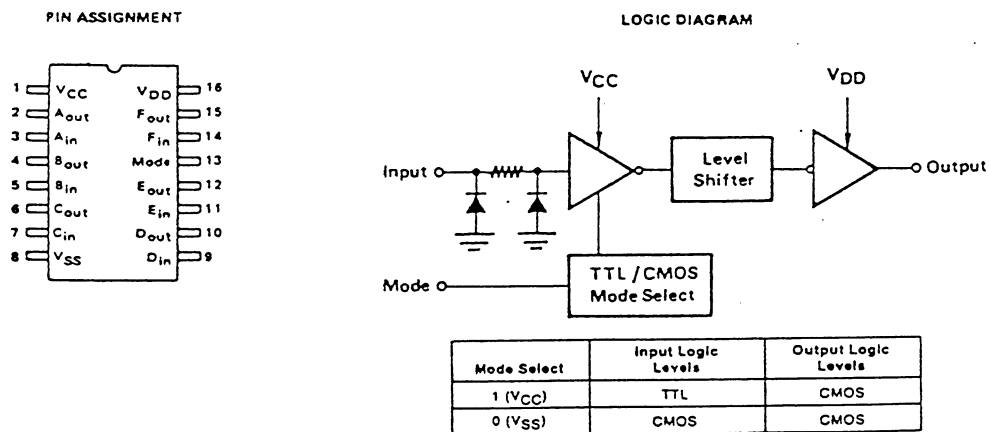 PIN ASSIGNMENT
1 VCC VDD 16
2 Aout Fout 15
3 Ain Fin 14
4 Bout Mode 13
5 Bin Eout 12
6 Cout Ein 11
7 Cin Dout 10
8 VSS Din 9
LOGIC DIAGRAM
VCC VDD
Input Level Shifter Output
Mode TTL/CMOS Mode Select
Mode Select Input Logic Levels Output Logic Levels
1 (VCC) TTL CMOS
0 (VSS) CMOS CMOS